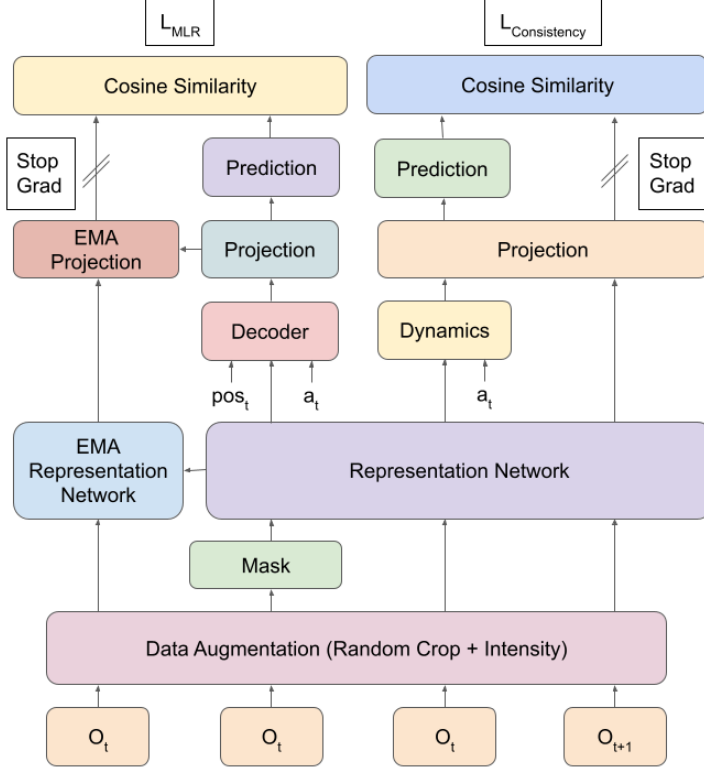 L_MLR
L_Consistency
Cosine Similarity
Cosine Similarity
Stop
Grad
Prediction
Prediction
Stop
Grad
EMA
Projection
Projection
Projection
Decoder
Dynamics
pos_t
a_t
a_t
EMA
Representation
Network
Representation Network
Mask
Data Augmentation (Random Crop + Intensity)
O_t
O_t
O_t
O_t+1